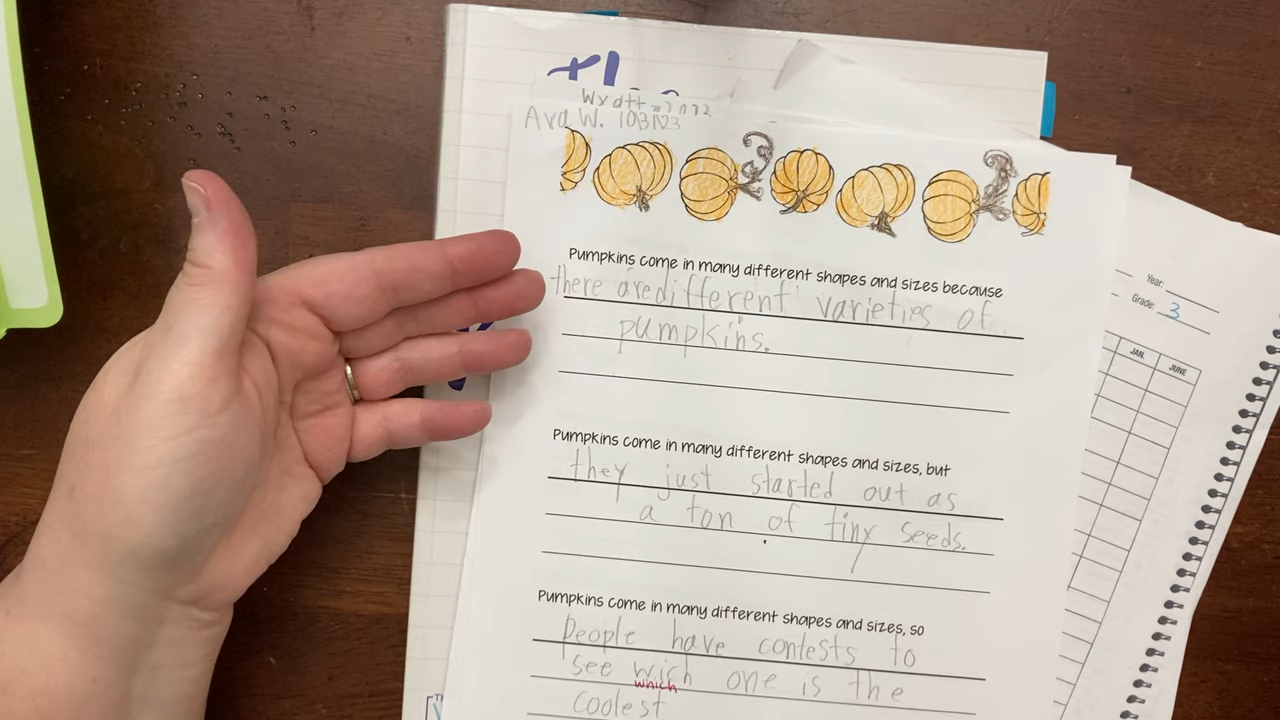 +1
Ava W. 103123
Pumpkins come in many different shapes and sizes because
there are different varieties of
pumpkins.
Pumpkins come in many different shapes and sizes, but
they just started out as
a ton of tiny seeds.
Pumpkins come in many different shapes and sizes, so
People have contests to
see wich one is the
which
coolest
Year:
Grade: 3
JAN.
JUNE